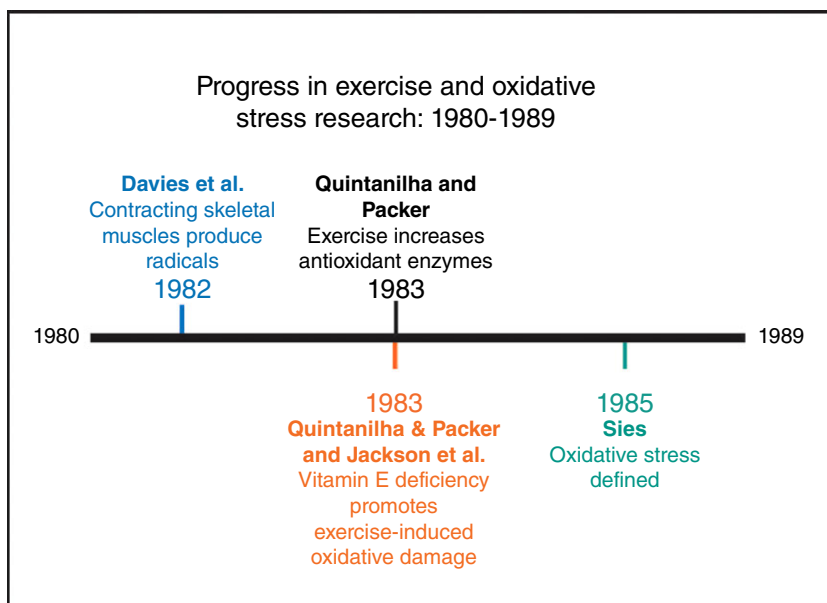 Progress in exercise and oxidative
stress research: 1980-1989
Davies et al.
Contracting skeletal
muscles produce
radicals
1982
Quintanilha and
Packer
Exercise increases
antioxidant enzymes
1983
1980
1989
1983
Quintanilha & Packer
and Jackson et al.
Vitamin E deficiency
promotes
exercise-induced
oxidative damage
1985
Sies
Oxidative stress
defined